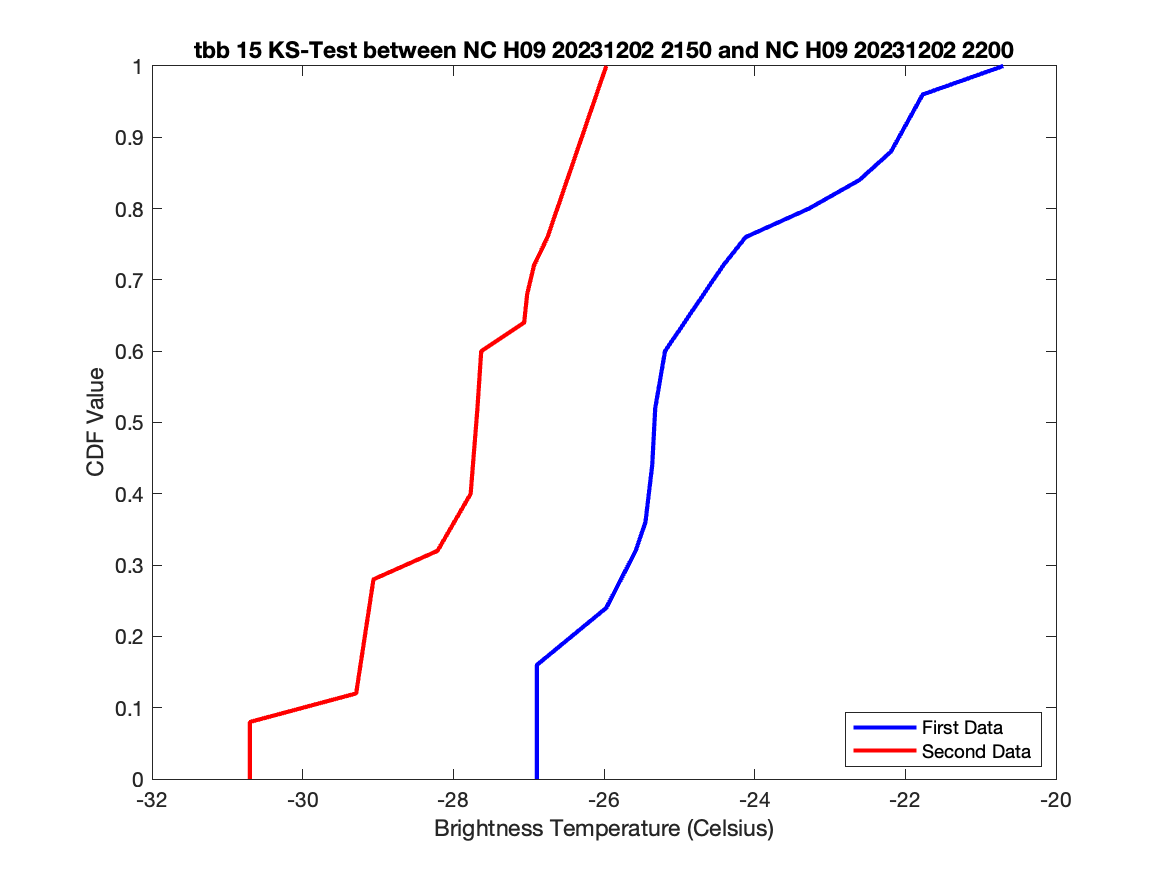 tbb 15 KS-Test between NC H09 20231202 2150 and NC H09 20231202 2200
1
0.9
0.8
0.7
0.6
0.5
0.4
0.3
0.2
0.1
0
CDF Value
First Data
Second Data
-32 -30 -28 -26 -24 -22 -20
Brightness Temperature (Celsius)